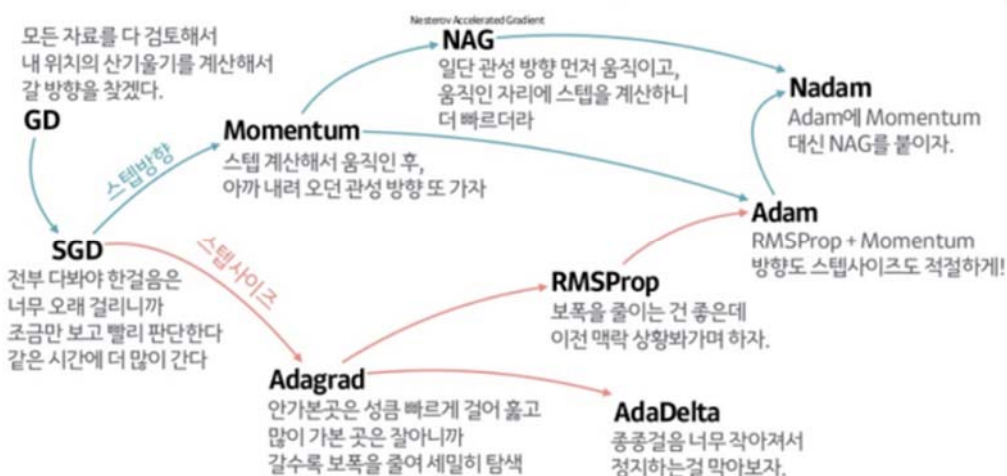 모든 자료를 다 검토해서
내 위치의 산기울기를 계산해서
갈 방향을 찾겠다.
GD
Nesterov Accelerated Gradient
NAG
일단 관성 방향 먼저 움직이고,
움직인 자리에 스텝을 계산하니
더 빠르더라
Nadam
Adam에 Momentum
대신 NAG를 붙이자.
스텝방향
Momentum
스텝 계산해서 움직인 후,
아까 내려 오던 관성 방향 또 가자
Adam
RMSProp + Momentum
방향도 스텝사이즈도 적절하게!
SGD
전부 다봐야 한걸음은
너무 오래 걸리니까
조금만 보고 빨리 판단한다
같은 시간에 더 많이 간다
스텝사이즈
RMSProp
보폭을 줄이는 건 좋은데
이전 맥락 상황봐가며 하자.
Adagrad
안가본곳은 성큼 빠르게 걸어 훓고
많이 가본 곳은 잘아니까
갈수록 보폭을 줄여 세밀히 탐색
AdaDelta
종종걸음 너무 작아져서
정지하는걸 막아보자.